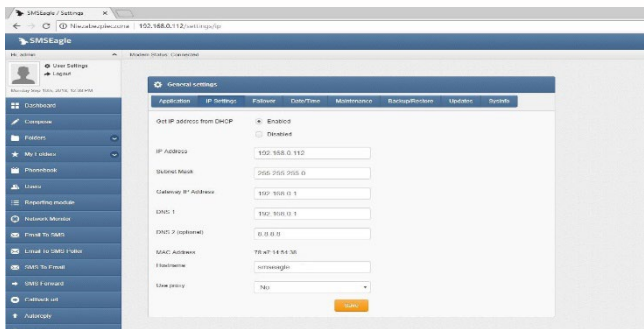 SMSEagle / Settings
Niezabezpieczona | 192.168.0.112/settings/ip
SMSEagle
Modem Status: Connected
User Settings
Logout
General settings
Application IP Settings Failover Date/Time Maintenance Backup/Restore Updates Sysinfo
Dashboard
Compose
Folders
My Folders
Phonebook
Users
Reporting module
Network Monitor
Email To SMS
Email To SMS Poller
SMS To Email
SMS Forward
Callback url
Autoreply
Get IP address from DHCP
Enabled
Disabled
IP Address 192.168.0.112
Subnet Mask 255.255.255.0
Gateway IP Address 192.168.0.1
DNS 1 192.168.0.1
DNS 2 (optional) 8.8.8.8
MAC Address
Hostname smseagle
Use proxy No